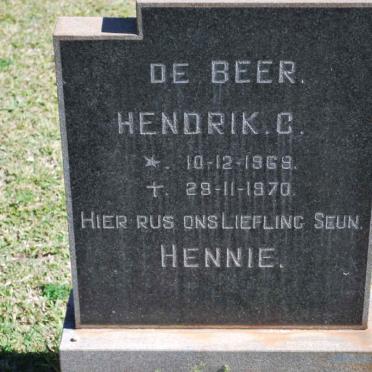 DE BEER.
HENDRIK. C.
*. 10-12-1969.
†. 29-11-1970.
HIER RUS ONS LIEFLING SEUN.
HENNIE.